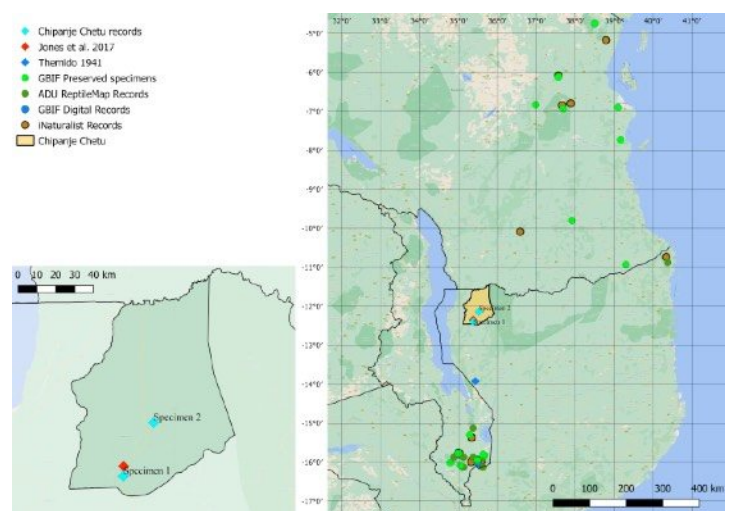 Chipanje Chetu records
Jones et al. 2017
Themido 1941
GBIF Preserved specimens
ADU ReptileMap Records
GBIF Digital Records
iNaturalist Records
Chipanje Chetu
0 10 20 30 40 km
Specimen 2
Specimen 1
32°0' 33°0' 34°0' 35°0' 36°0' 37°0' 38°0' 39°0' 40°0' 41°0'
-5°0'
-6°0'
-7°0'
-8°0'
-9°0'
-10°0'
-11°0'
-12°0'
-13°0'
-14°0'
-15°0'
-16°0'
-17°0'
Specimen 2
Specimen 1
0 100 200 300 400 km